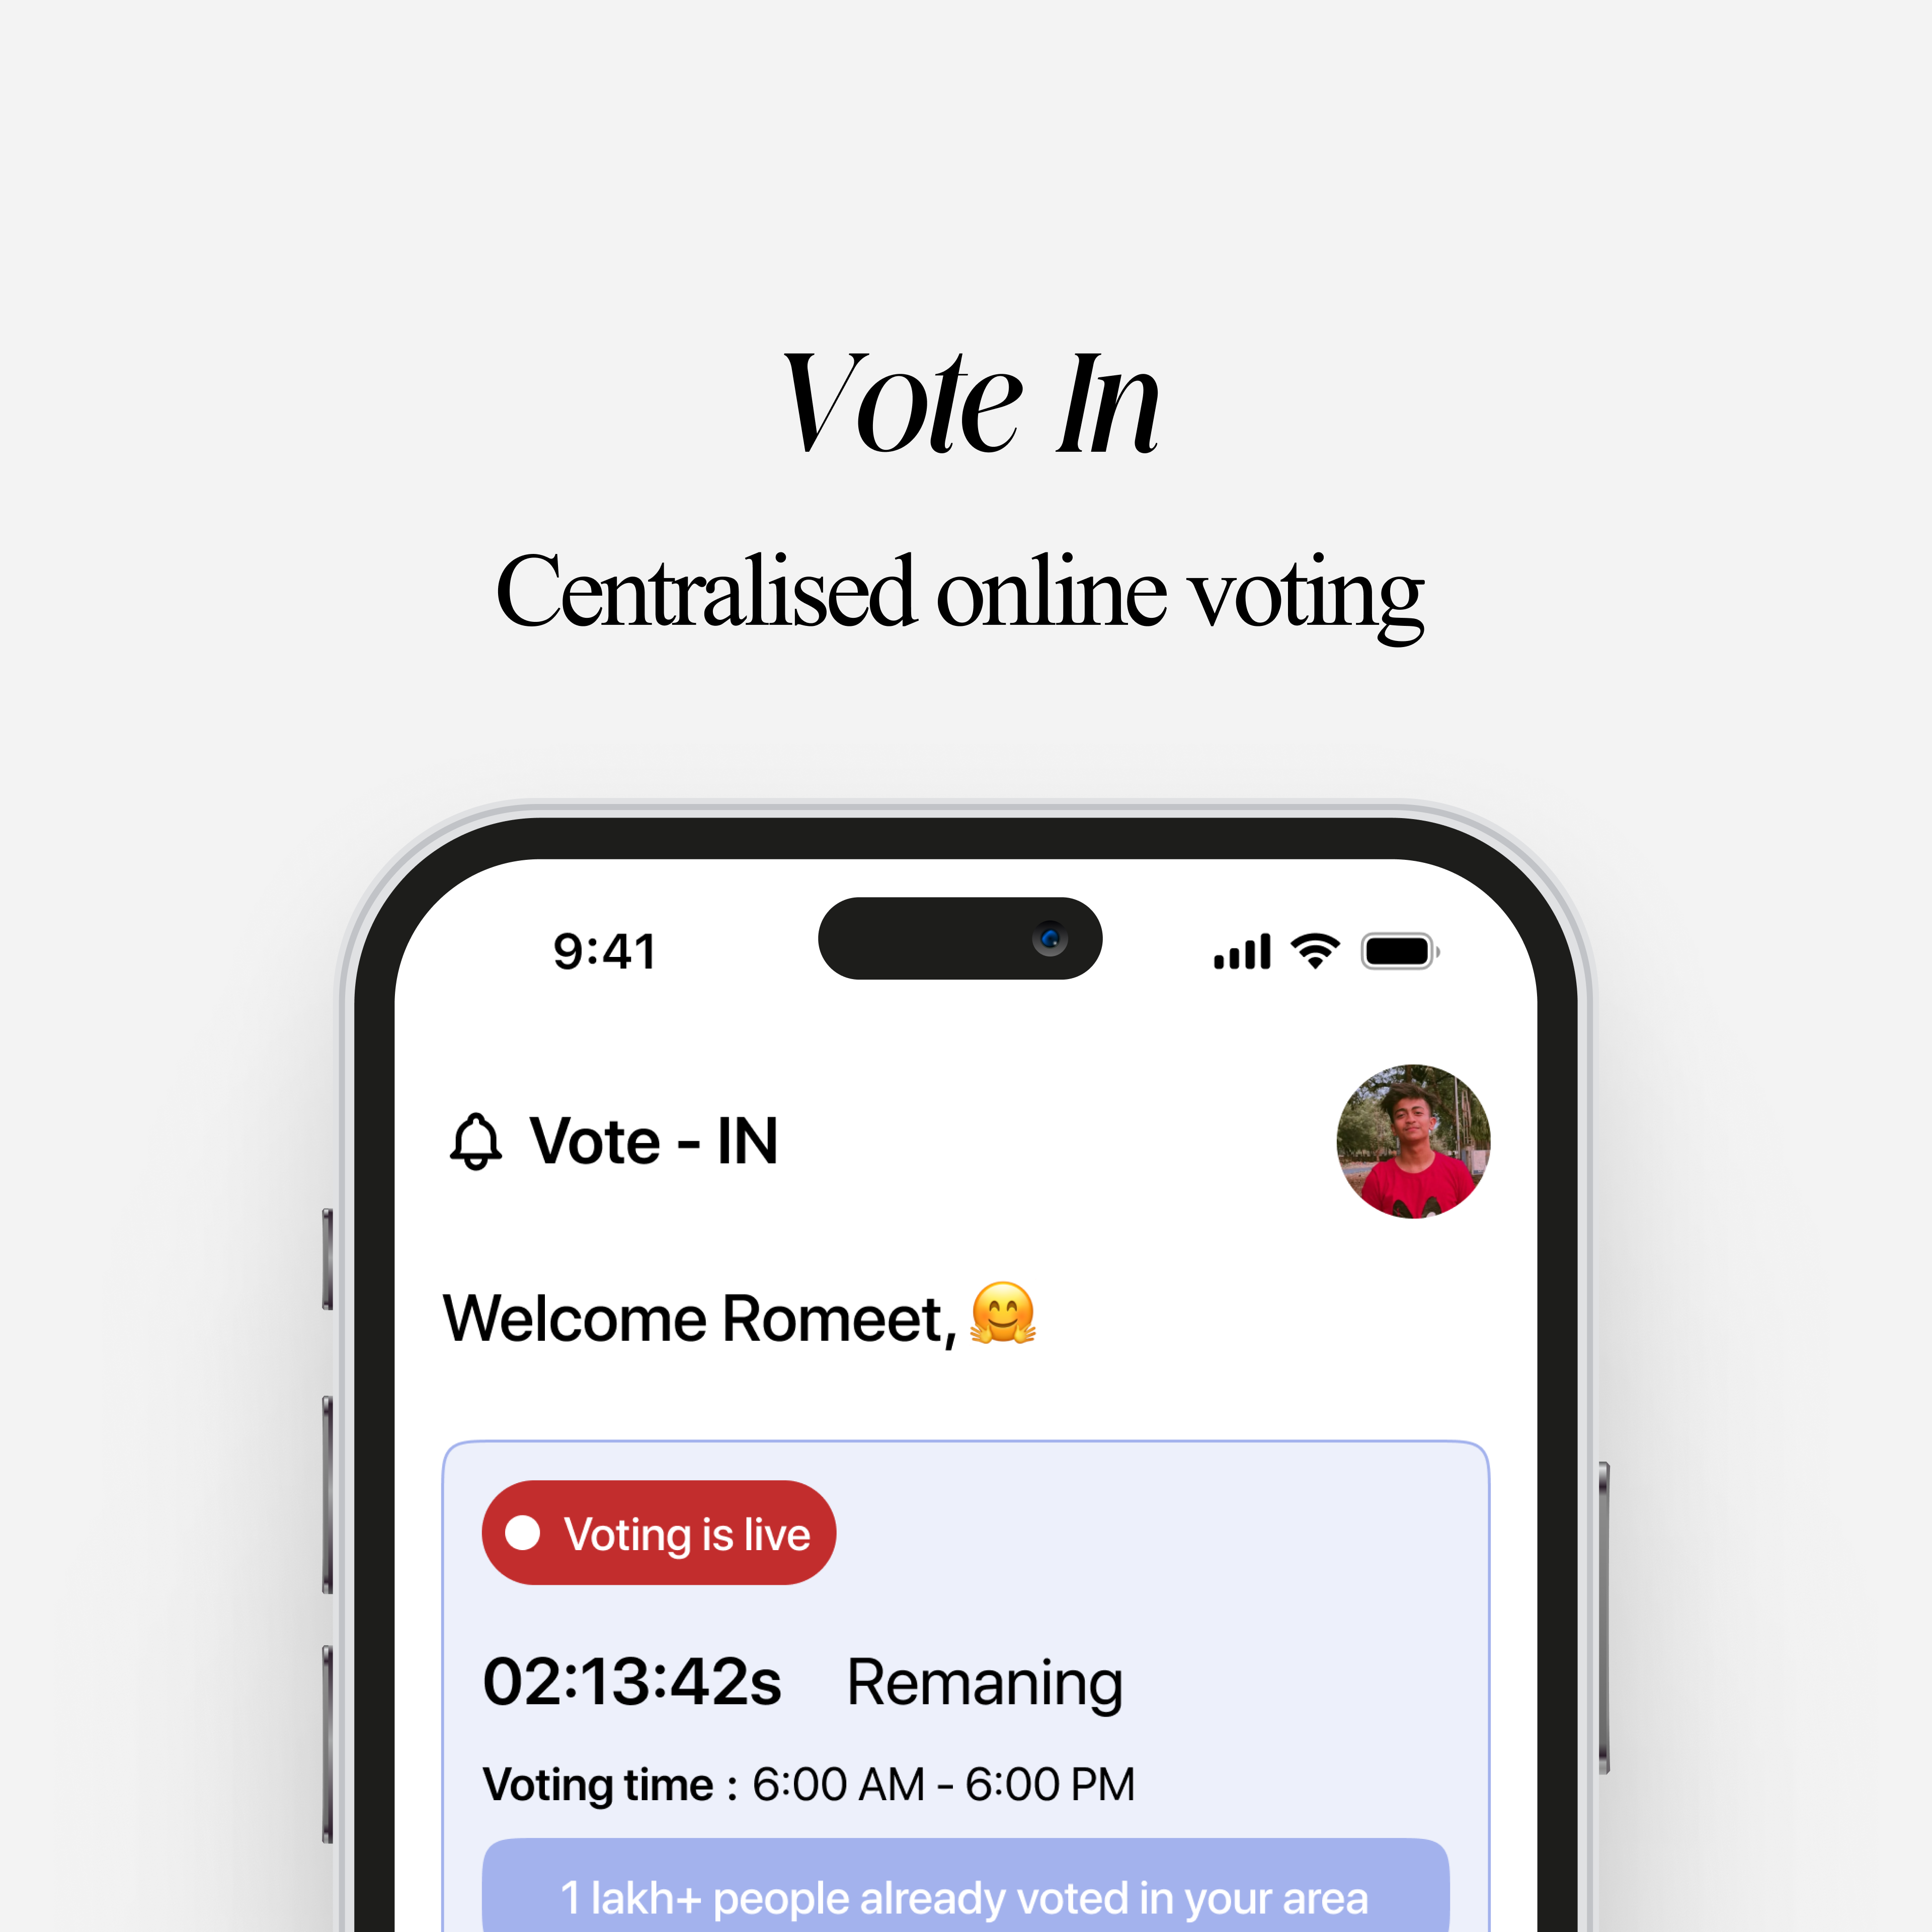 Vote In
Centralised online voting
9:41
Vote - IN
Welcome Romeet, 🤗
Voting is live
02:13:42s Remaning
Voting time : 6:00 AM - 6:00 PM
1 lakh+ people already voted in your area